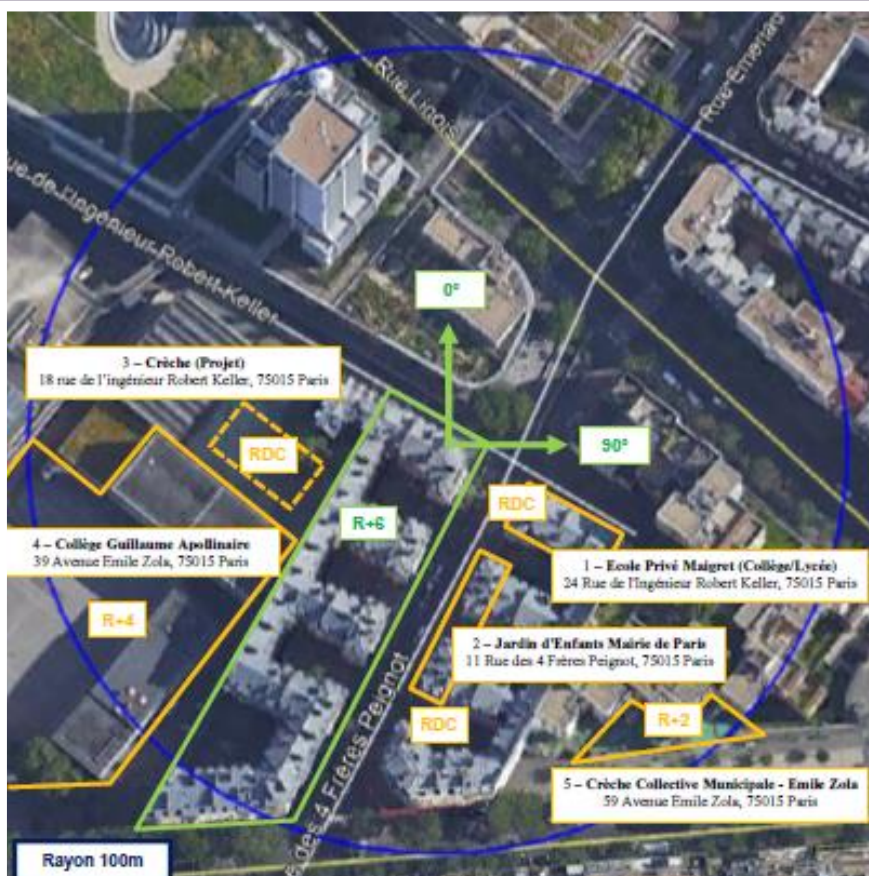 Rue Linois
Rue Emeriau
Rue de l'Ingénieur Robert Keller
0°
3 – Crèche (Projet)
18 rue de l'ingénieur Robert Keller, 75015 Paris
90°
RDC
RDC
R+6
4 – Collège Guillaume Apollinaire
39 Avenue Emile Zola, 75015 Paris
1 – Ecole Privé Maigret (Collège/Lycée)
24 Rue de l'Ingénieur Robert Keller, 75015 Paris
R+4
2 – Jardin d'Enfants Mairie de Paris
11 Rue des 4 Frères Peignot, 75015 Paris
RDC
R+2
5 – Crèche Collective Municipale - Emile Zola
59 Avenue Emile Zola, 75015 Paris
des 4 Frères Peignot
Rayon 100m